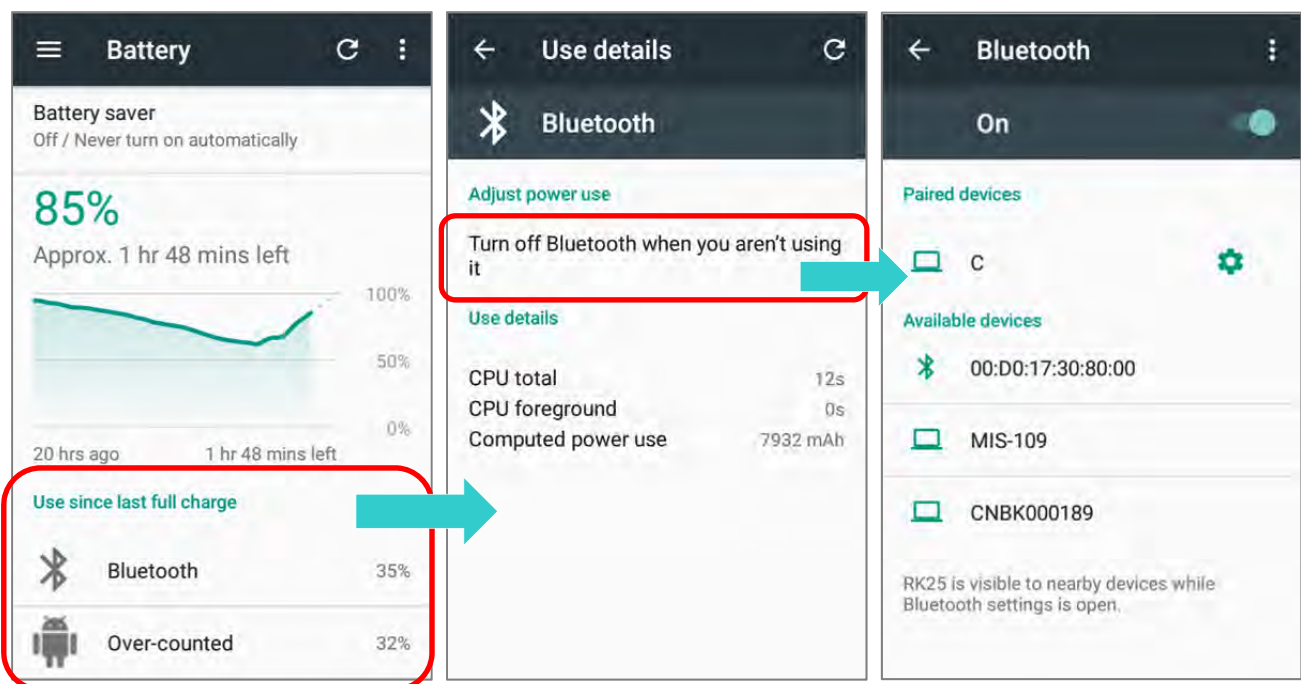 Battery
Battery saver
Off / Never turn on automatically
85%
Approx. 1 hr 48 mins left
100%
50%
0%
20 hrs ago 1 hr 48 mins left
Use since last full charge
Bluetooth 35%
Over-counted 32%
Use details
Bluetooth
Adjust power use
Turn off Bluetooth when you aren't using
it
Use details
CPU total 12s
CPU foreground 0s
Computed power use 7932 mAh
Bluetooth
On
Paired devices
C
Available devices
00:D0:17:30:80:00
MIS-109
CNBK000189
RK25 is visible to nearby devices while
Bluetooth settings is open.